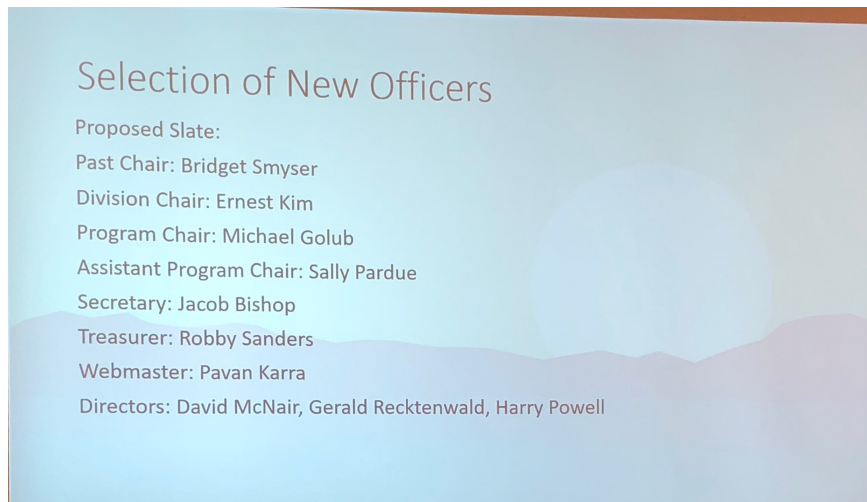 Selection of New Officers
Proposed Slate:
Past Chair: Bridget Smyser
Division Chair: Ernest Kim
Program Chair: Michael Golub
Assistant Program Chair: Sally Pardue
Secretary: Jacob Bishop
Treasurer: Robby Sanders
Webmaster: Pavan Karra
Directors: David McNair, Gerald Recktenwald, Harry Powell